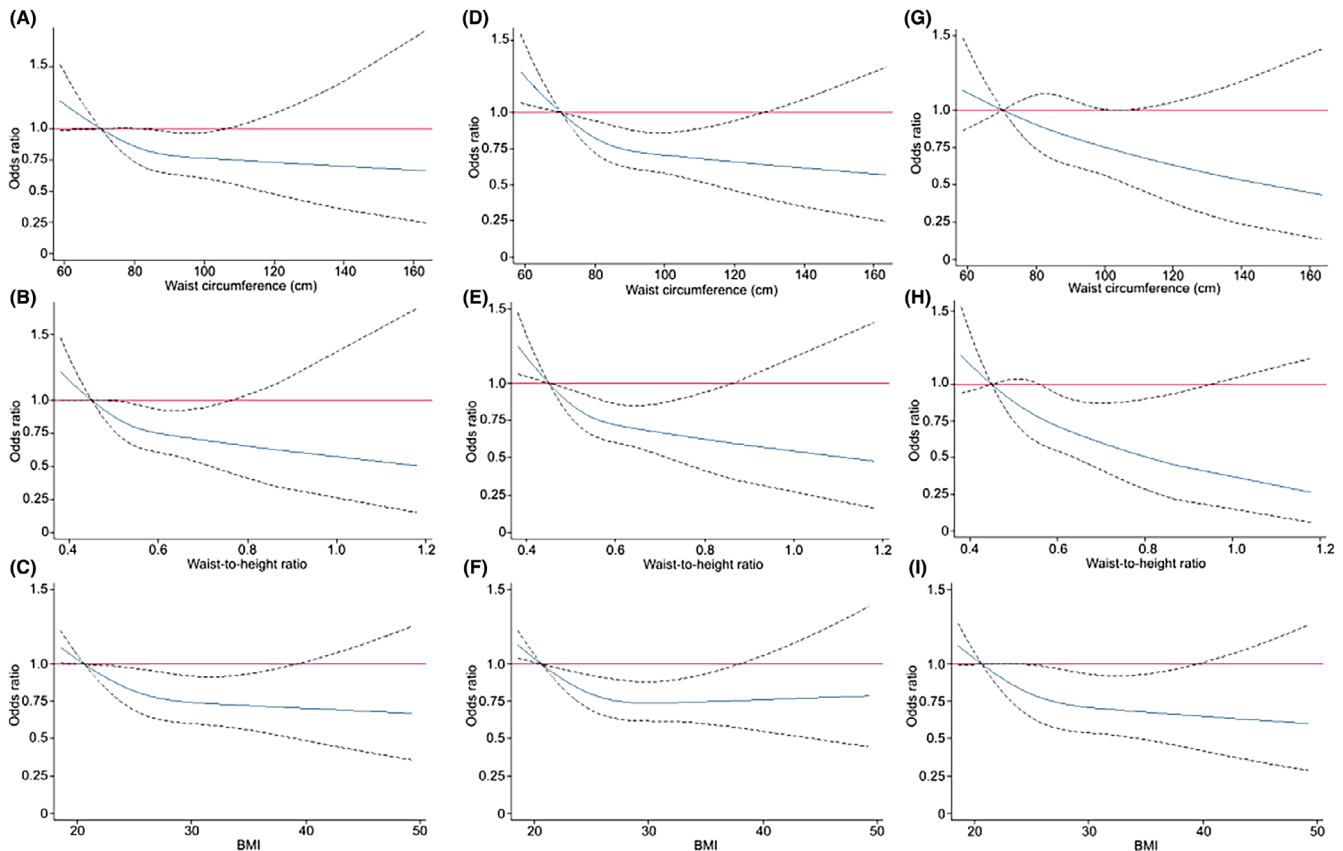 (A)
Odds ratio
1.5
1.0
0.75
0.5
0.25
0
60 80 100 120 140 160
Waist circumference (cm)
(D)
Odds ratio
1.5
1.0
0.75
0.5
0.25
0
60 80 100 120 140 160
Waist circumference (cm)
(G)
Odds ratio
1.5
1.0
0.75
0.5
0.25
0
60 80 100 120 140 160
Waist circumference (cm)
(B)
Odds ratio
1.5
1.0
0.75
0.5
0.25
0
0.4 0.6 0.8 1.0 1.2
Waist-to-height ratio
(E)
Odds ratio
1.5
1.0
0.75
0.5
0.25
0
0.4 0.6 0.8 1.0 1.2
Waist-to-height ratio
(H)
Odds ratio
1.5
1.0
0.75
0.5
0.25
0
0.4 0.6 0.8 1.0 1.2
Waist-to-height ratio
(C)
Odds ratio
1.5
1.0
0.75
0.5
0.25
0
20 30 40 50
BMI
(F)
Odds ratio
1.5
1.0
0.75
0.5
0.25
0
20 30 40 50
BMI
(I)
Odds ratio
1.5
1.0
0.75
0.5
0.25
0
20 30 40 50
BMI